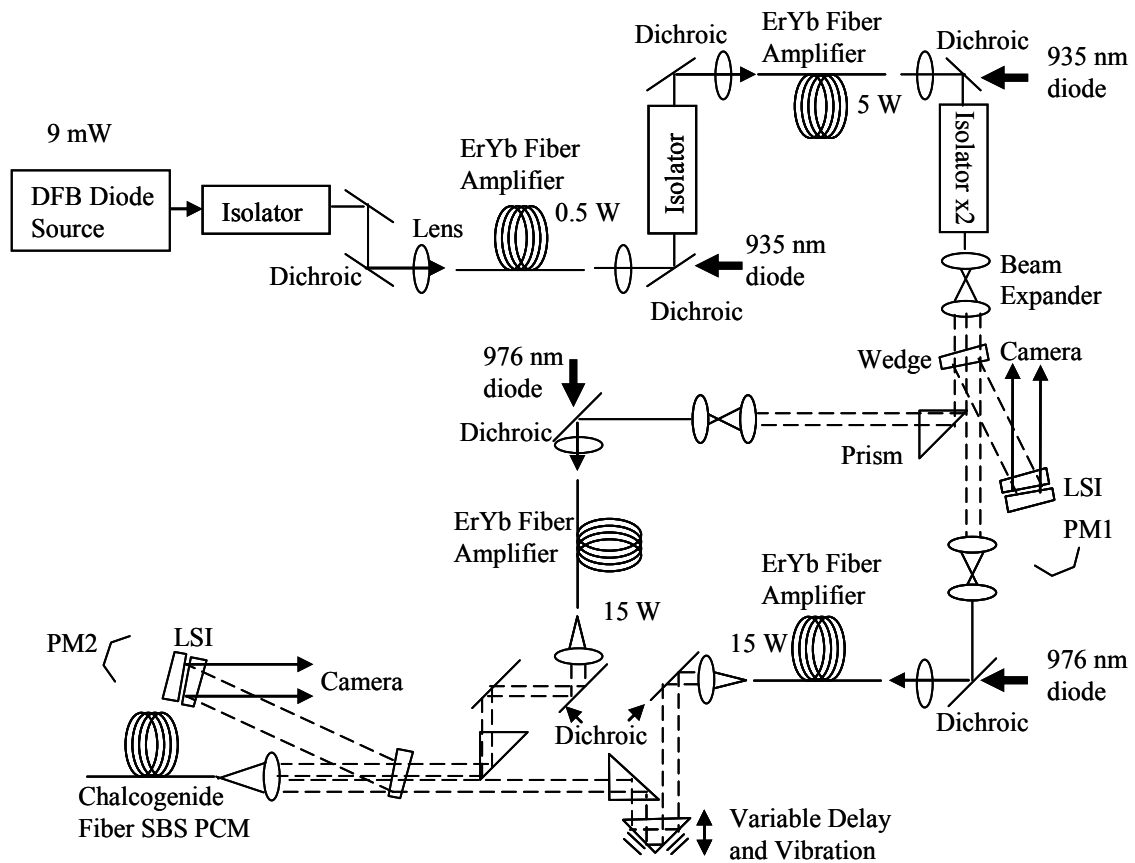 Dichroic
ErYb Fiber
Amplifier
5 W
Dichroic
935 nm
diode
9 mW
DFB Diode
Source
Isolator
Dichroic
Lens
ErYb Fiber
Amplifier
0.5 W
Isolator
935 nm
diode
Dichroic
Isolator x2
Beam
Expander
Wedge
Camera
976 nm
diode
Dichroic
Prism
LSI
PM1
ErYb Fiber
Amplifier
15 W
ErYb Fiber
Amplifier
15 W
976 nm
diode
Dichroic
PM2
LSI
Camera
Dichroic
Chalcogenide
Fiber SBS PCM
Variable Delay
and Vibration